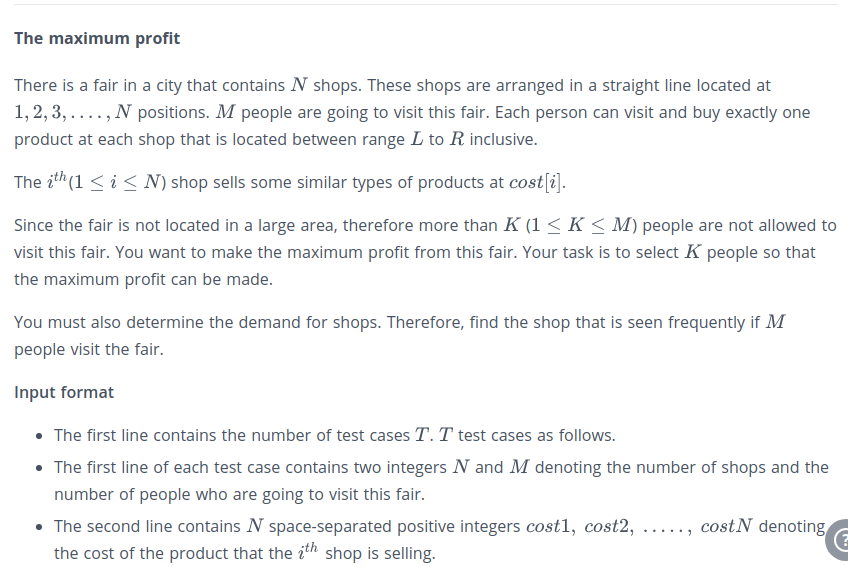 The maximum profit
There is a fair in a city that contains N shops. These shops are arranged in a straight line located at
1, 2, 3, . . . . , N positions. M people are going to visit this fair. Each person can visit and buy exactly one
product at each shop that is located between range L to R inclusive.
The i^th (1 ≤ i ≤ N) shop sells some similar types of products at cost[i].
Since the fair is not located in a large area, therefore more than K (1 ≤ K ≤ M) people are not allowed to
visit this fair. You want to make the maximum profit from this fair. Your task is to select K people so that
the maximum profit can be made.
You must also determine the demand for shops. Therefore, find the shop that is seen frequently if M
people visit the fair.
Input format
• The first line contains the number of test cases T. T test cases as follows.
• The first line of each test case contains two integers N and M denoting the number of shops and the
number of people who are going to visit this fair.
• The second line contains N space-separated positive integers cost1, cost2, . . . . . , costN denoting
the cost of the product that the i^th shop is selling.
?